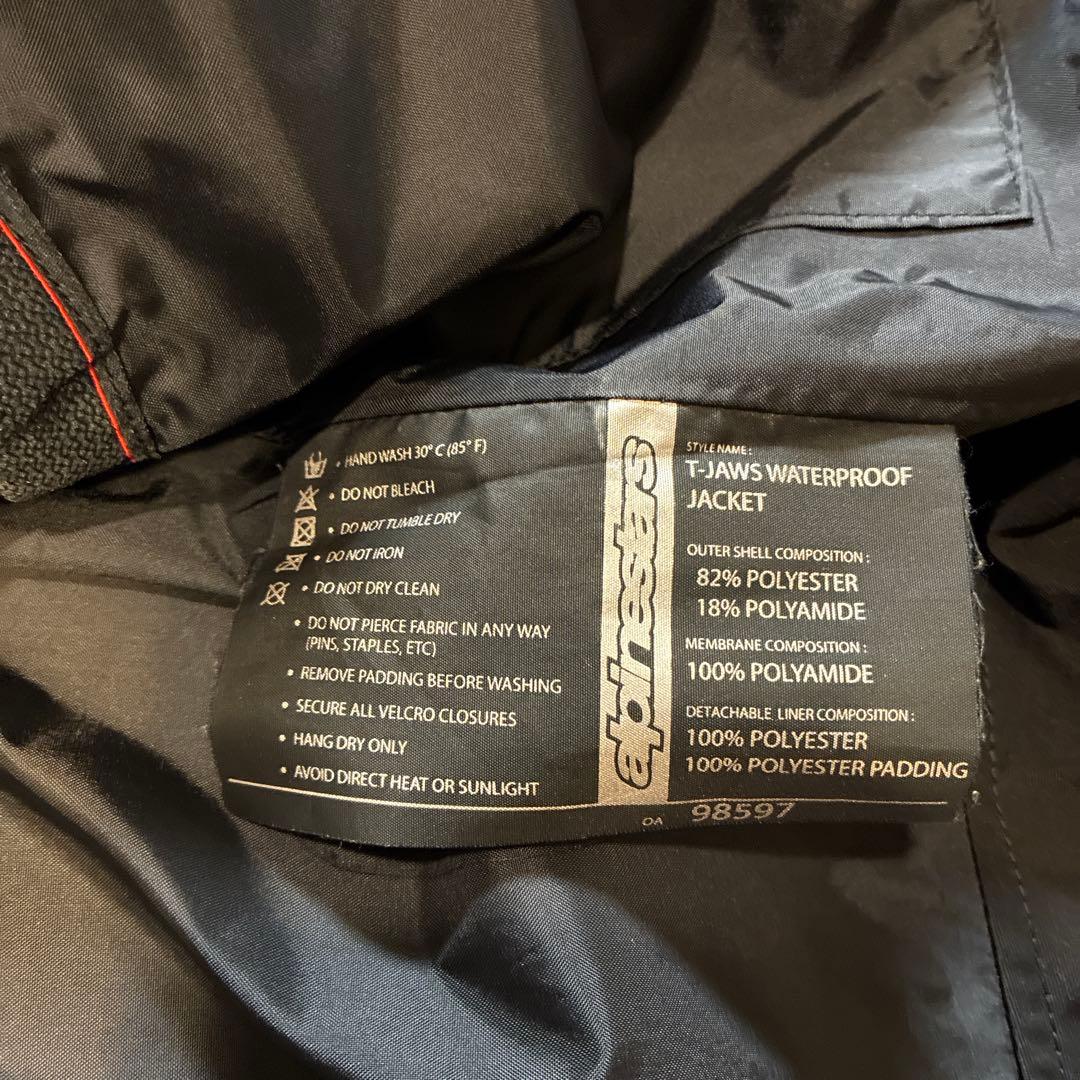 • HAND WASH 30° C (85° F)
• DO NOT BLEACH
• DO NOT TUMBLE DRY
• DO NOT IRON
• DO NOT DRY CLEAN
• DO NOT PIERCE FABRIC IN ANY WAY
(PINS, STAPLES, ETC)
• REMOVE PADDING BEFORE WASHING
• SECURE ALL VELCRO CLOSURES
• HANG DRY ONLY
• AVOID DIRECT HEAT OR SUNLIGHT
alpinestars
STYLE NAME :
T-JAWS WATERPROOF
JACKET
OUTER SHELL COMPOSITION :
82% POLYESTER
18% POLYAMIDE
MEMBRANE COMPOSITION :
100% POLYAMIDE
DETACHABLE LINER COMPOSITION :
100% POLYESTER
100% POLYESTER PADDING
OA 98597